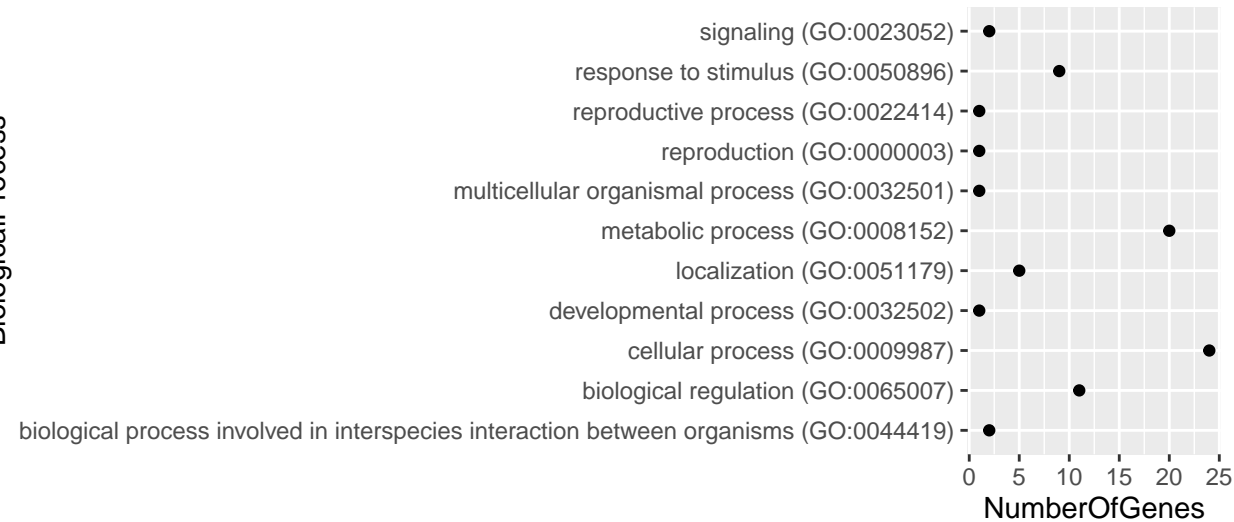 signaling (GO:0023052)
response to stimulus (GO:0050896)
reproductive process (GO:0022414)
reproduction (GO:0000003)
multicellular organismal process (GO:0032501)
metabolic process (GO:0008152)
localization (GO:0051179)
developmental process (GO:0032502)
cellular process (GO:0009987)
biological regulation (GO:0065007)
biological process involved in interspecies interaction between organisms (GO:0044419)
0 5 10 15 20 25
NumberOfGenes